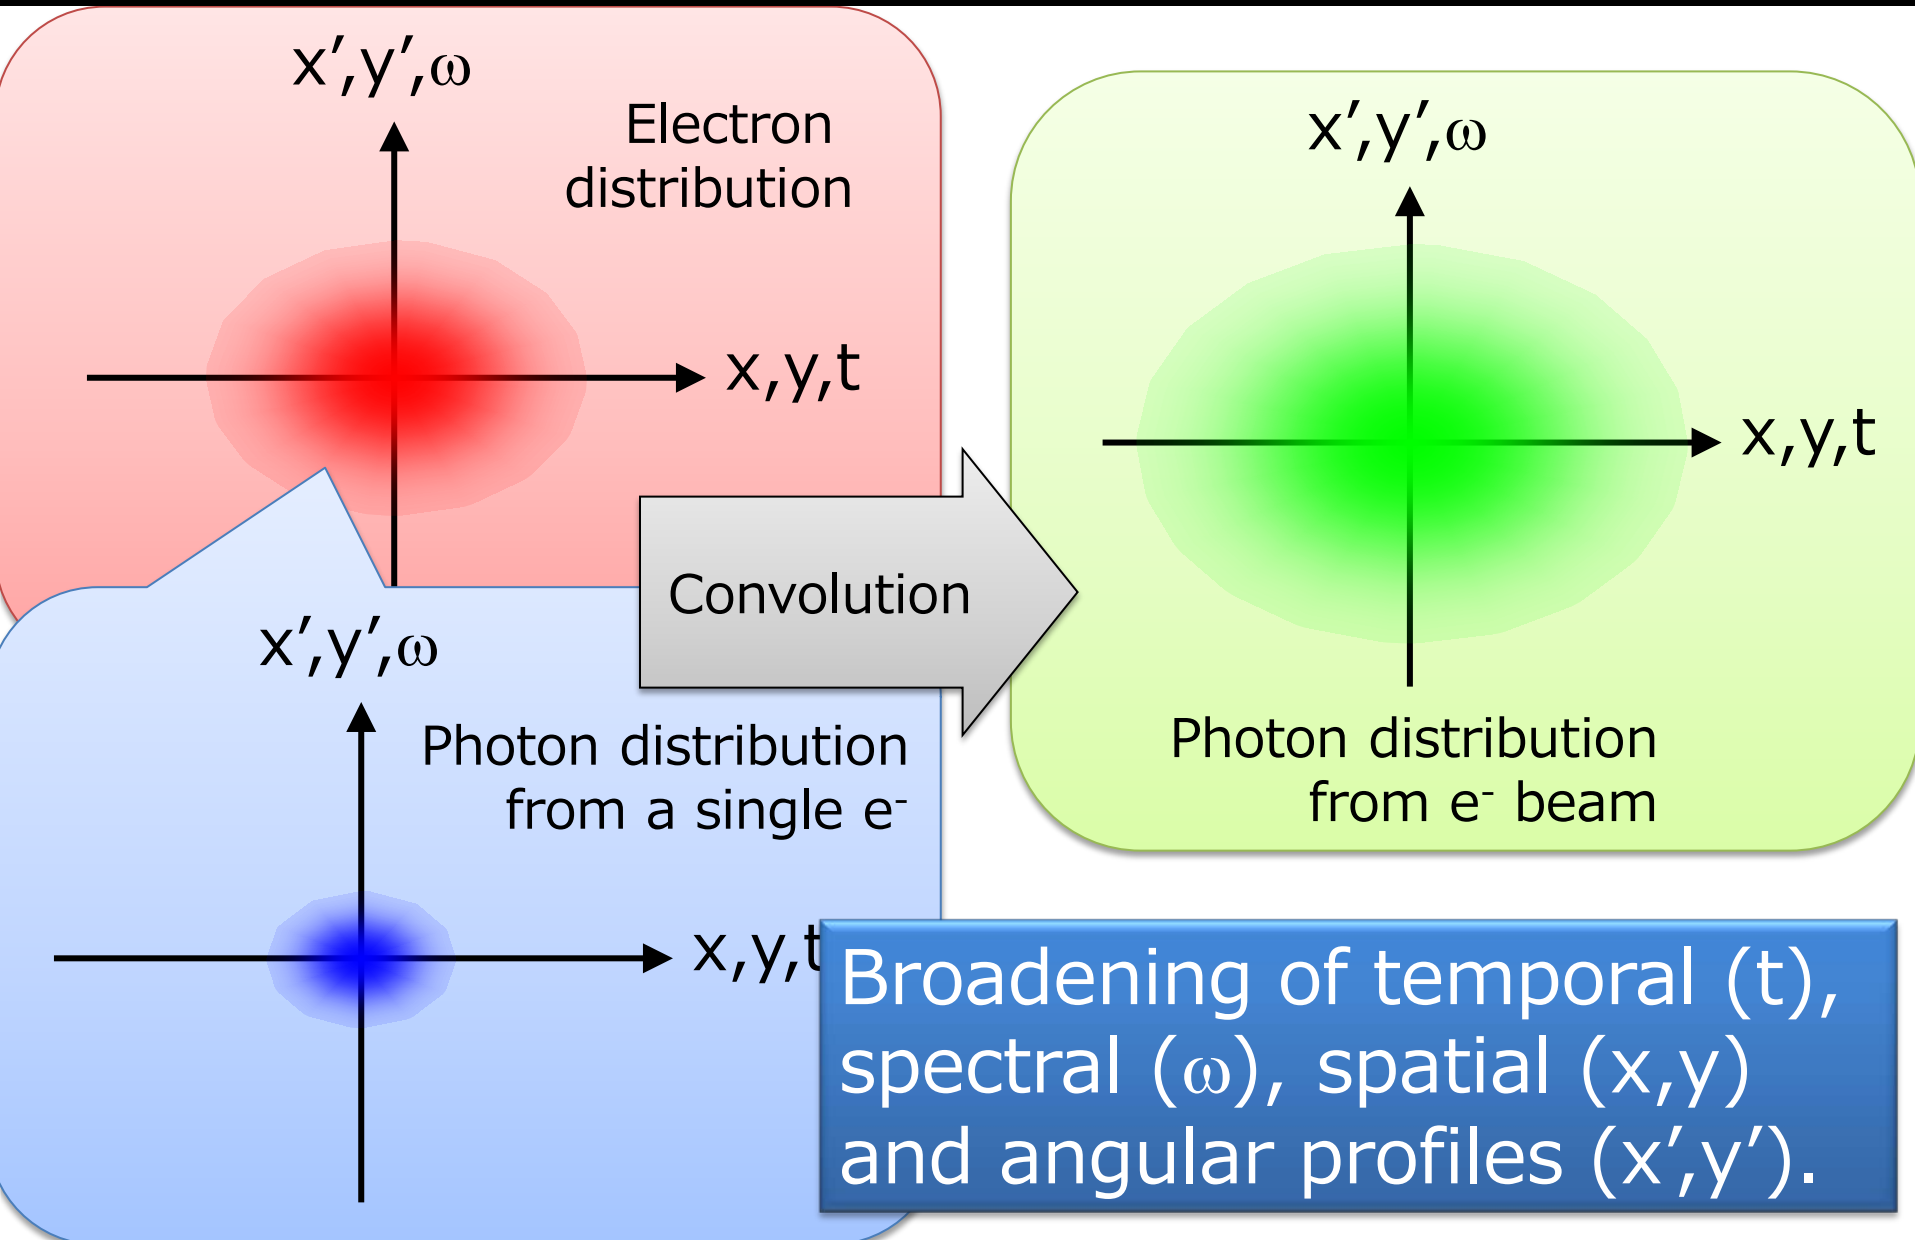 x′,y′,ω
Electron
distribution
x,y,t
x′,y′,ω
Photon distribution
from a single e⁻
x,y,t
Convolution
x′,y′,ω
x,y,t
Photon distribution
from e⁻ beam
Broadening of temporal (t),
spectral (ω), spatial (x,y)
and angular profiles (x′,y′).